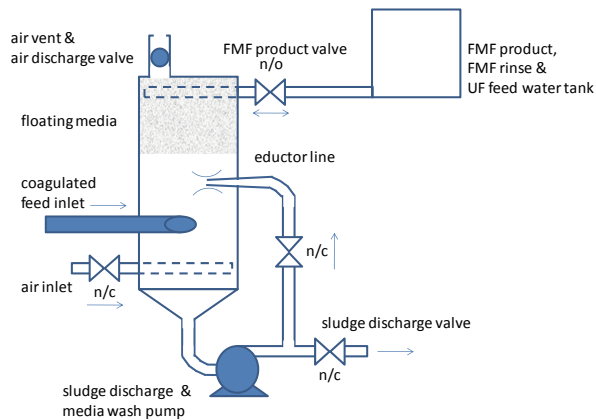 air vent &
air discharge valve
FMF product valve
n/o
FMF product,
FMF rinse &
UF feed water tank
floating media
eductor line
coagulated
feed inlet
n/c
air inlet
n/c
sludge discharge valve
n/c
sludge discharge &
media wash pump